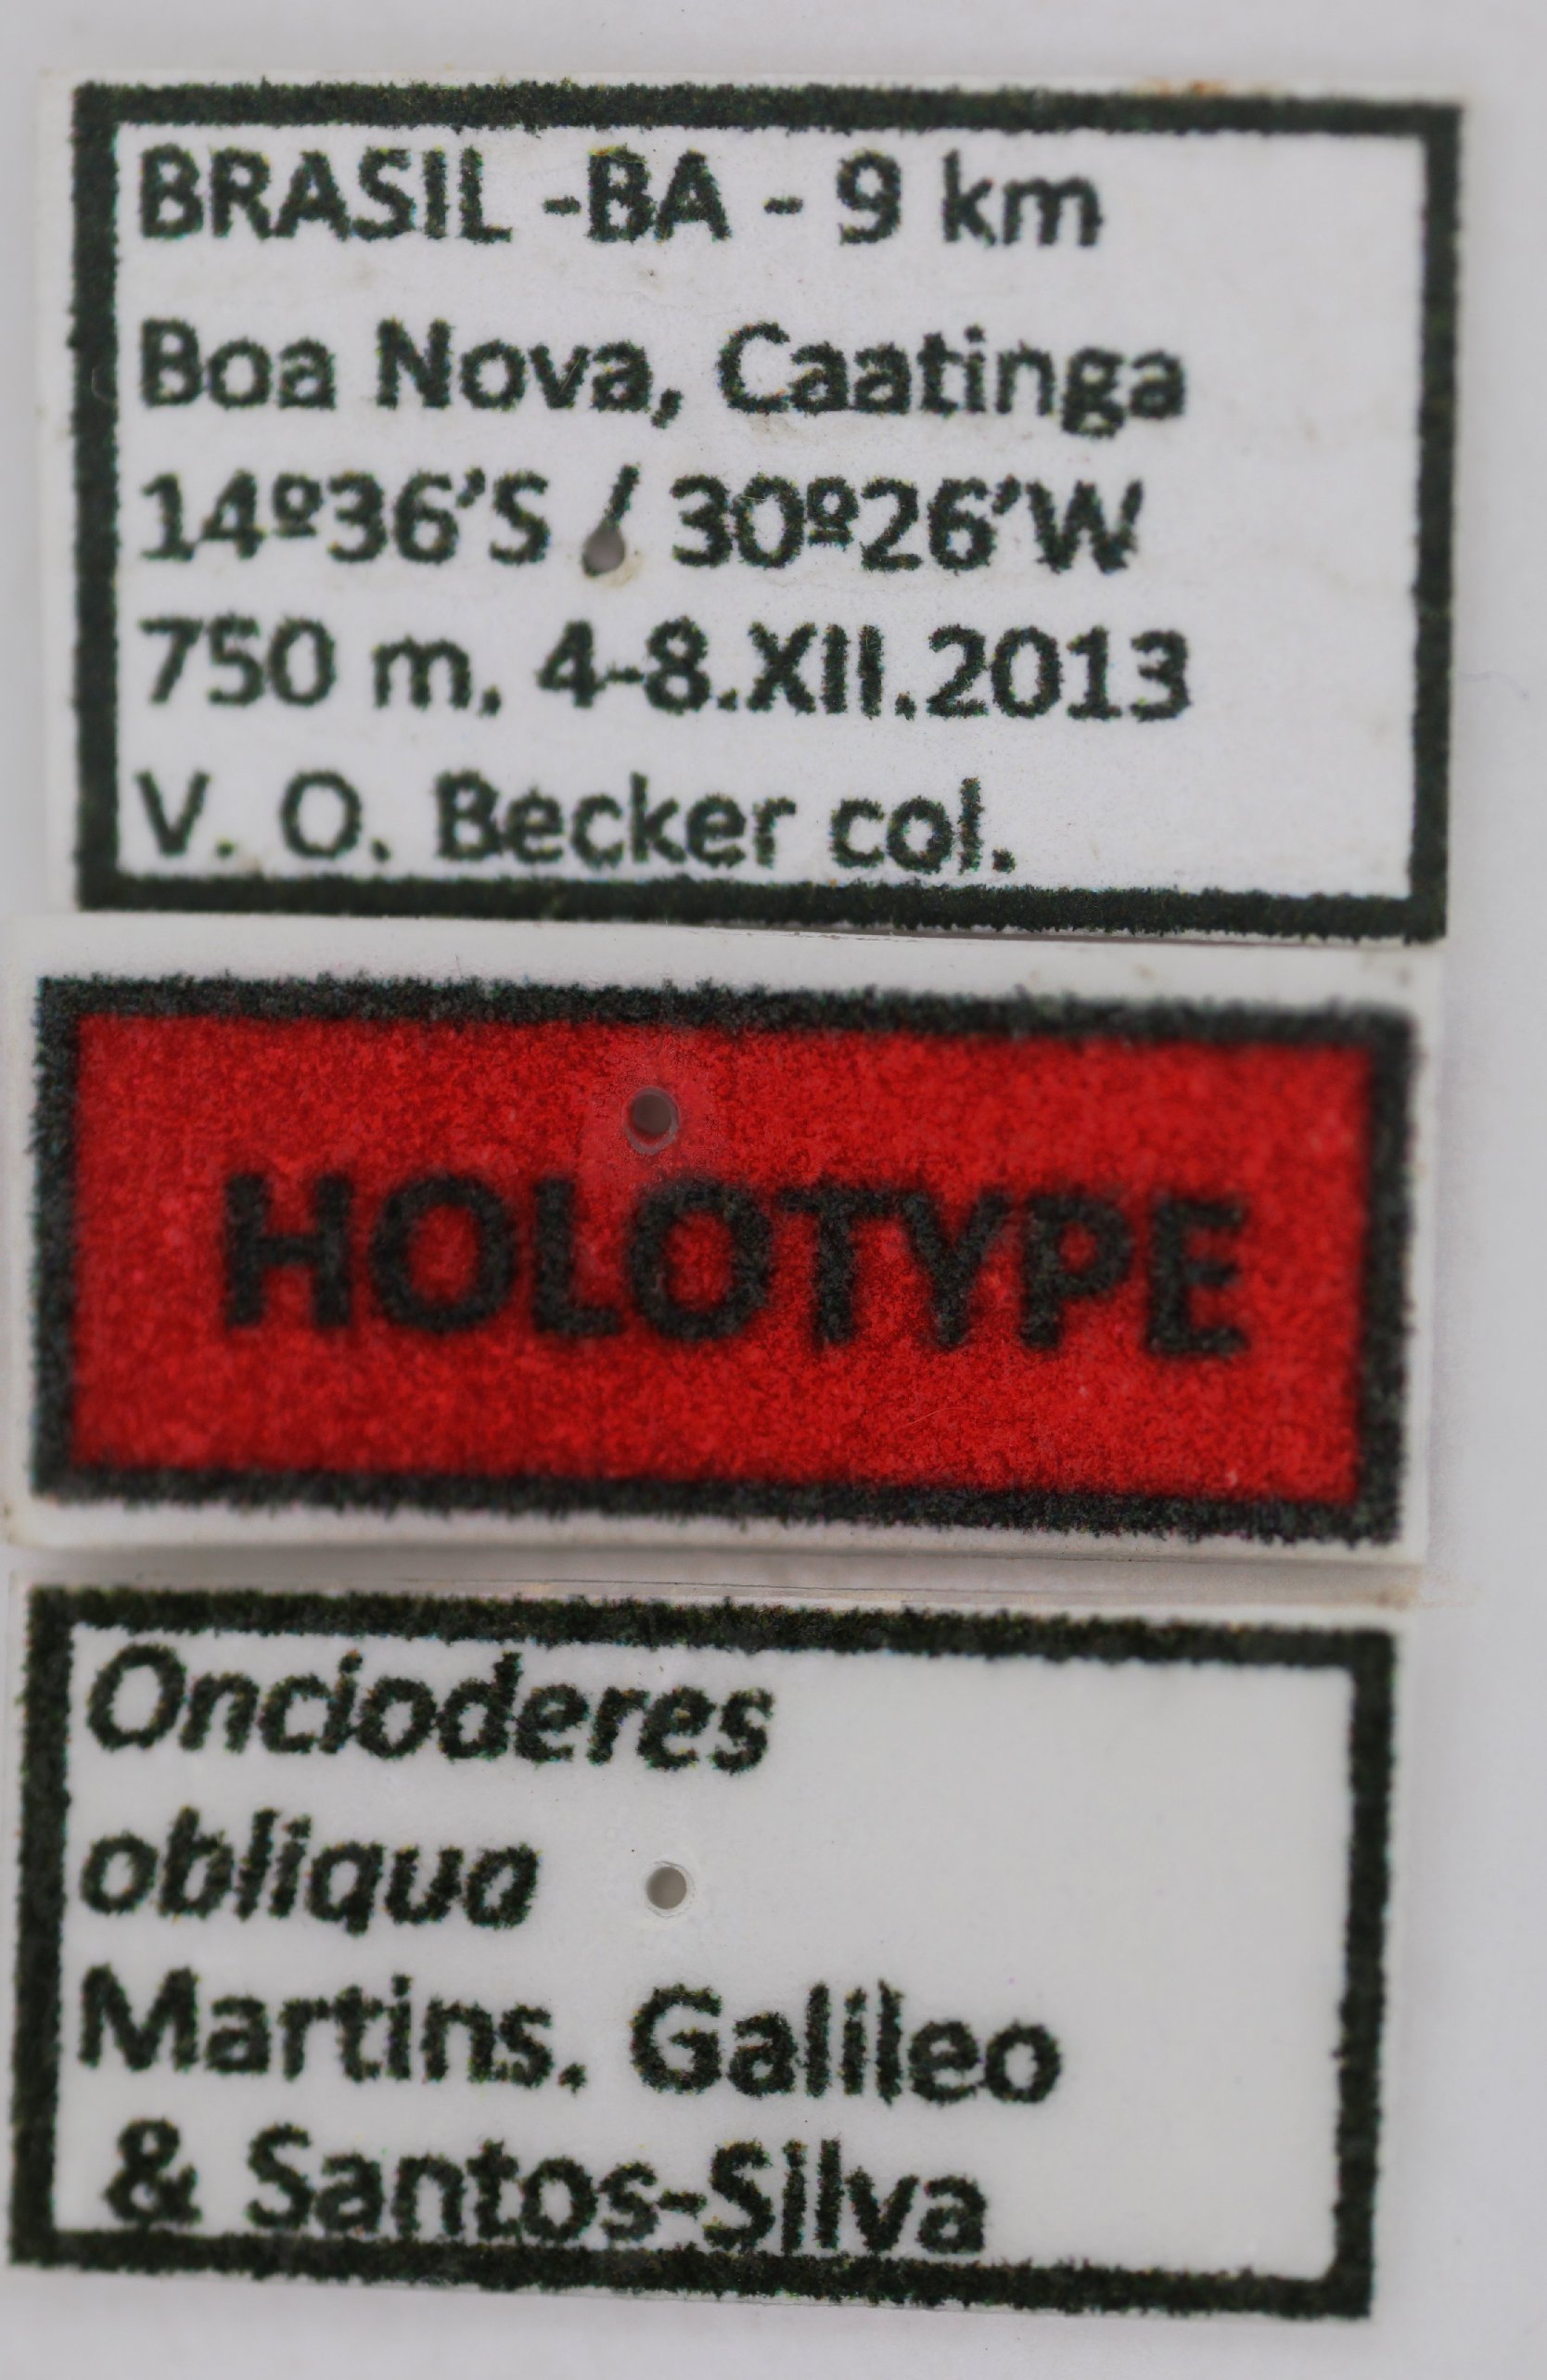 BRASIL -BA - 9 km
Boa Nova, Caatinga
14º36’S / 30º26’W
750 m, 4-8.XII.2013
V. O. Becker col.
HOLOTYPE
Oncioderes
obliqua
Martins, Galileo
& Santos-Silva